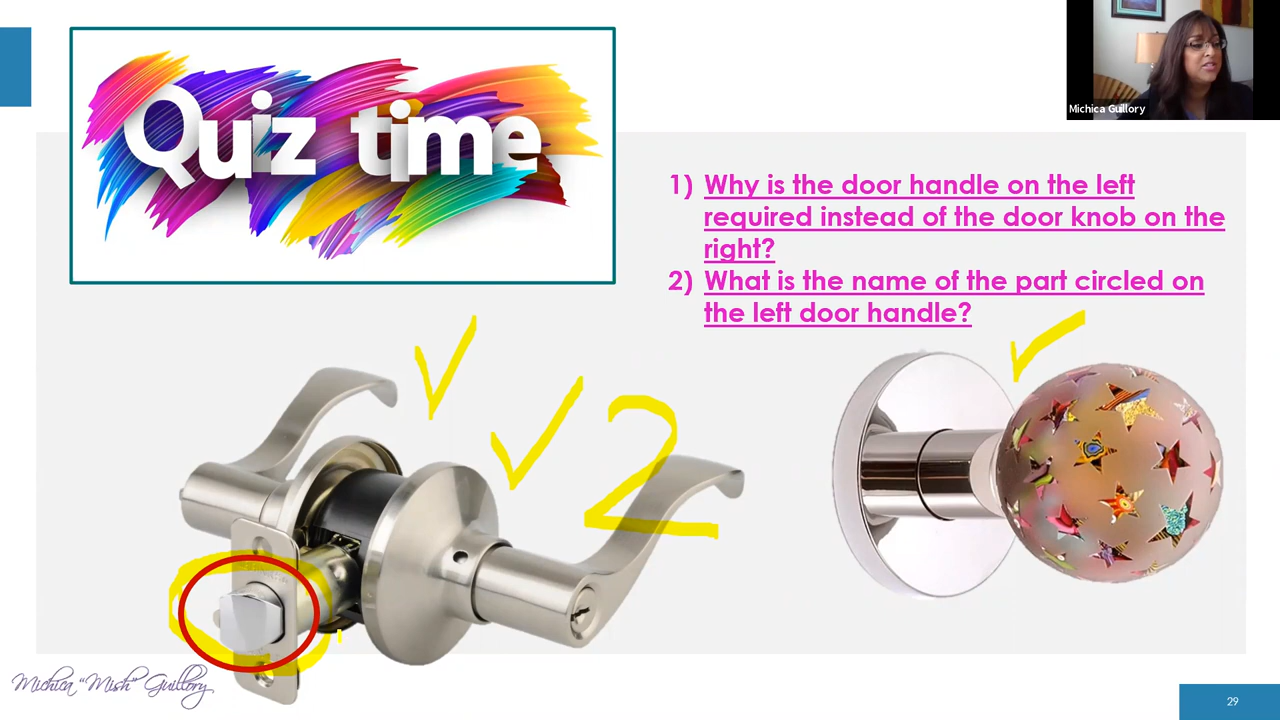 Quiz time
Michica Guillory
1) Why is the door handle on the left
required instead of the door knob on the
right?
2) What is the name of the part circled on
the left door handle?
2
Michica "Mish" Guillory
29